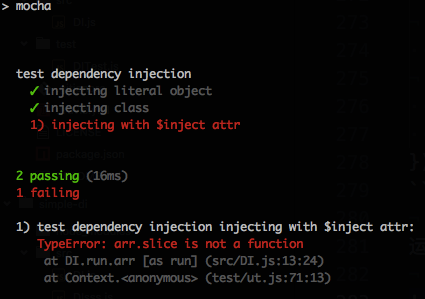 > mocha
test dependency injection
✓ injecting literal object
✓ injecting class
1) injecting with $inject attr
2 passing (16ms)
1 failing
1) test dependency injection injecting with $inject attr:
TypeError: arr.slice is not a function
at DI.run.arr [as run] (src/DI.js:13:24)
at Context.<anonymous> (test/ut.js:71:13)